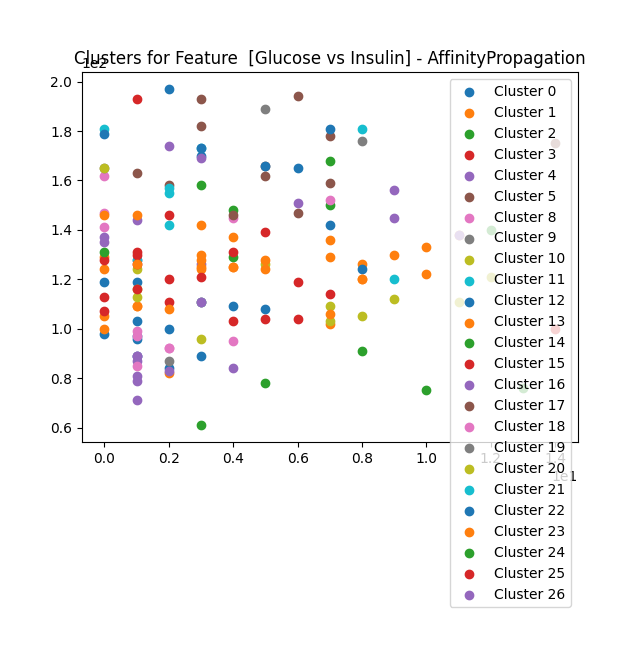 Clusters for Feature  [Glucose vs Insulin] - AffinityPropagation
1e2
2.0
1.8
1.6
1.4
1.2
1.0
0.8
0.6
0.0 0.2 0.4 0.6 0.8 1.0 1.2 1.4
1e1
Cluster 0
Cluster 1
Cluster 2
Cluster 3
Cluster 4
Cluster 5
Cluster 8
Cluster 9
Cluster 10
Cluster 11
Cluster 12
Cluster 13
Cluster 14
Cluster 15
Cluster 16
Cluster 17
Cluster 18
Cluster 19
Cluster 20
Cluster 21
Cluster 22
Cluster 23
Cluster 24
Cluster 25
Cluster 26